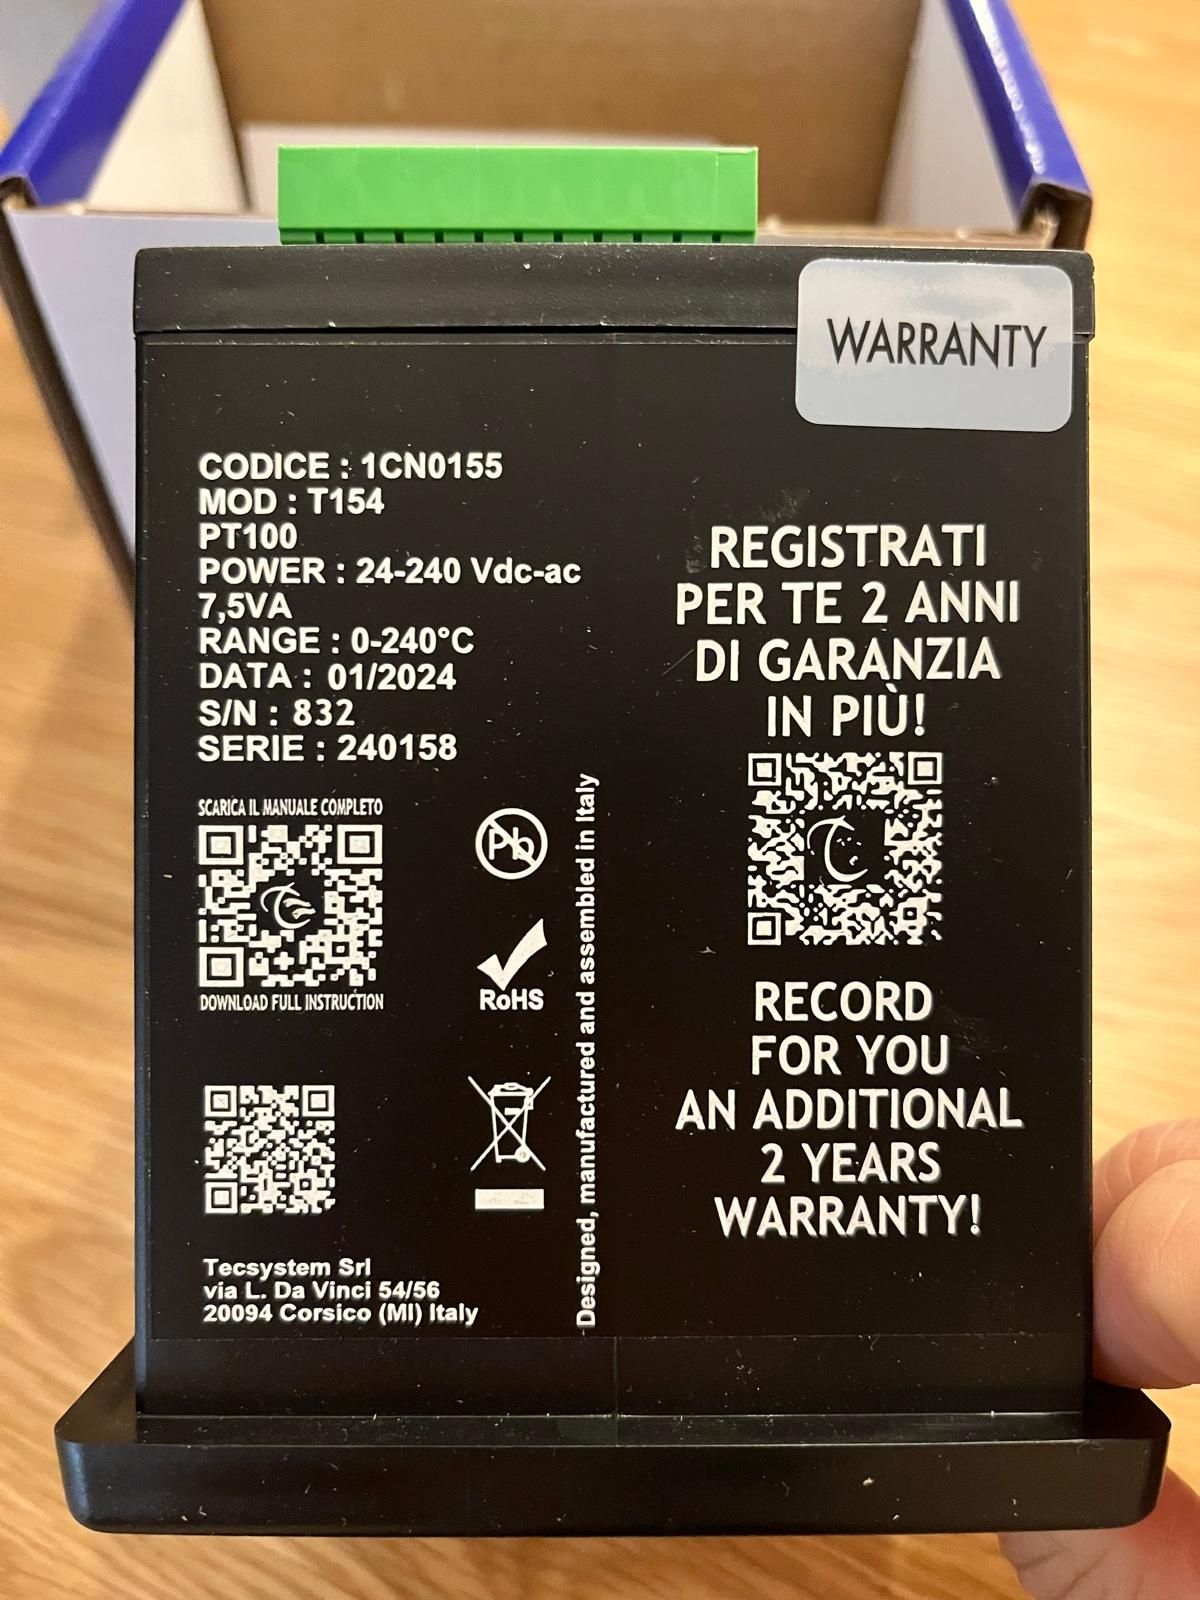 WARRANTY
CODICE : 1CN0155
MOD : T154
PT100
POWER : 24-240 Vdc-ac
7,5VA
RANGE : 0-240°C
DATA : 01/2024
S/N : 832
SERIE : 240158
SCARICA IL MANUALE COMPLETO
DOWNLOAD FULL INSTRUCTION
Pb
RoHS
Designed, manufactured and assembled in Italy
Tecsystem Srl
via L. Da Vinci 54/56
20094 Corsico (MI) Italy
REGISTRATI
PER TE 2 ANNI
DI GARANZIA
IN PIÙ!
RECORD
FOR YOU
AN ADDITIONAL
2 YEARS
WARRANTY!